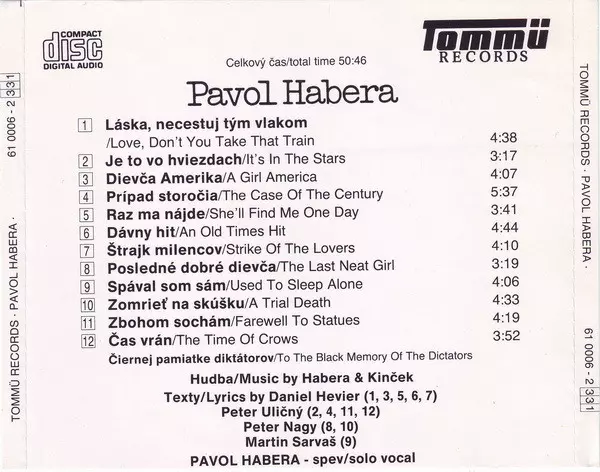 COMPACT
disc
DIGITAL AUDIO
Celkový čas/total time 50:46
Tommü
RECORDS
Pavol Habera
1 Láska, necestuj tým vlakom
/Love, Don't You Take That Train 4:38
2 Je to vo hviezdach/It's In The Stars 3:17
3 Dievča Amerika/A Girl America 4:07
4 Prípad storočia/The Case Of The Century 5:37
5 Raz ma nájde/She'll Find Me One Day 3:41
6 Dávny hit/An Old Times Hit 4:44
7 Štrajk milencov/Strike Of The Lovers 4:10
8 Posledné dobré dievča/The Last Neat Girl 3:19
9 Spával som sám/Used To Sleep Alone 4:06
10 Zomrieť na skúšku/A Trial Death 4:33
11 Zbohom sochám/Farewell To Statues 4:19
12 Čas vrán/The Time Of Crows 3:52
Čiernej pamiatke diktátorov/To The Black Memory Of The Dictators
Hudba/Music by Habera & Kinček
Texty/Lyrics by Daniel Hevier (1, 3, 5, 6, 7)
Peter Uličný (2, 4, 11, 12)
Peter Nagy (8, 10)
Martin Sarvaš (9)
PAVOL HABERA - spev/solo vocal
TOMMÜ RECORDS · PAVOL HABERA · 61 0006 - 2 331
TOMMÜ RECORDS · PAVOL HABERA · 61 0006 - 2 331